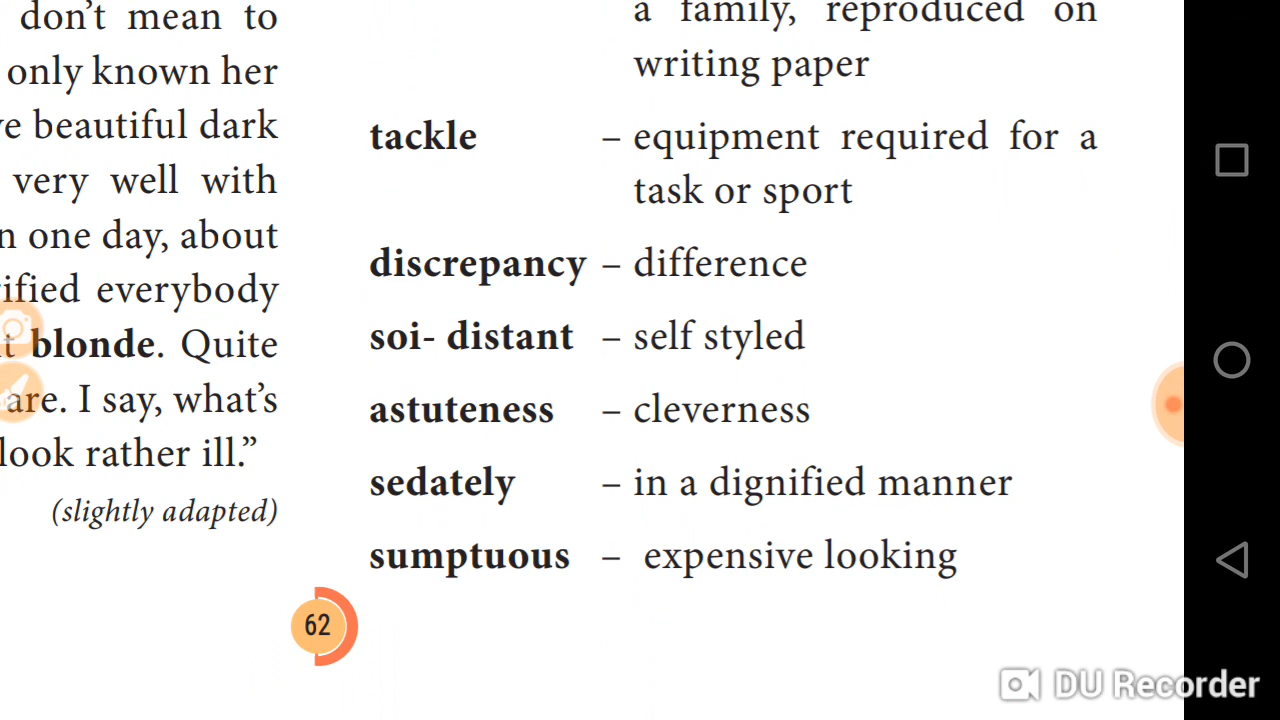 don't mean to
only known her
ve beautiful dark
very well with
n one day, about
ified everybody
t blonde. Quite
are. I say, what's
look rather ill."
(slightly adapted)
a family, reproduced on
writing paper
tackle – equipment required for a
task or sport
discrepancy – difference
soi- distant – self styled
astuteness – cleverness
sedately – in a dignified manner
sumptuous – expensive looking
62
DU Recorder